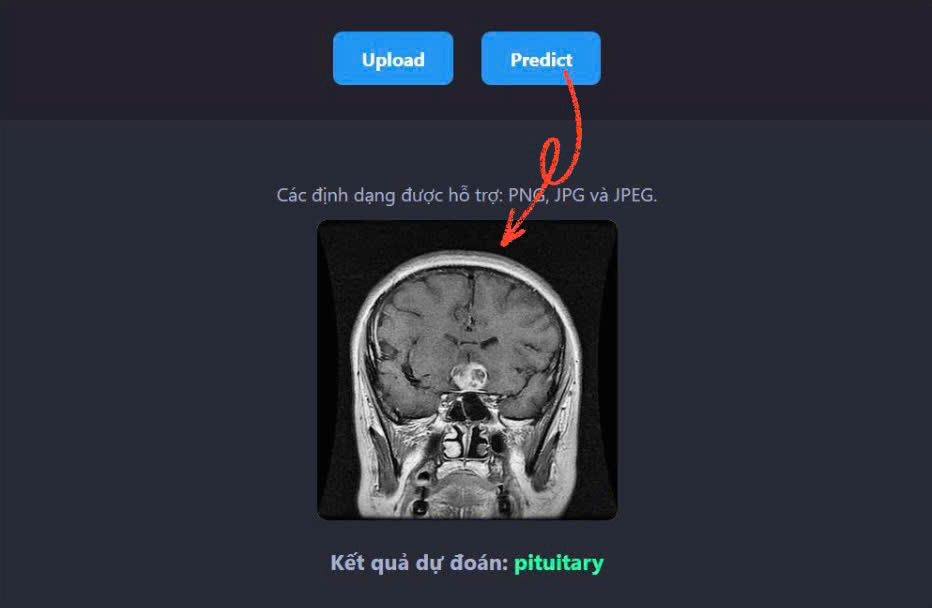 Upload Predict
Các định dạng được hỗ trợ: PNG, JPG và JPEG.
Kết quả dự đoán: pituitary